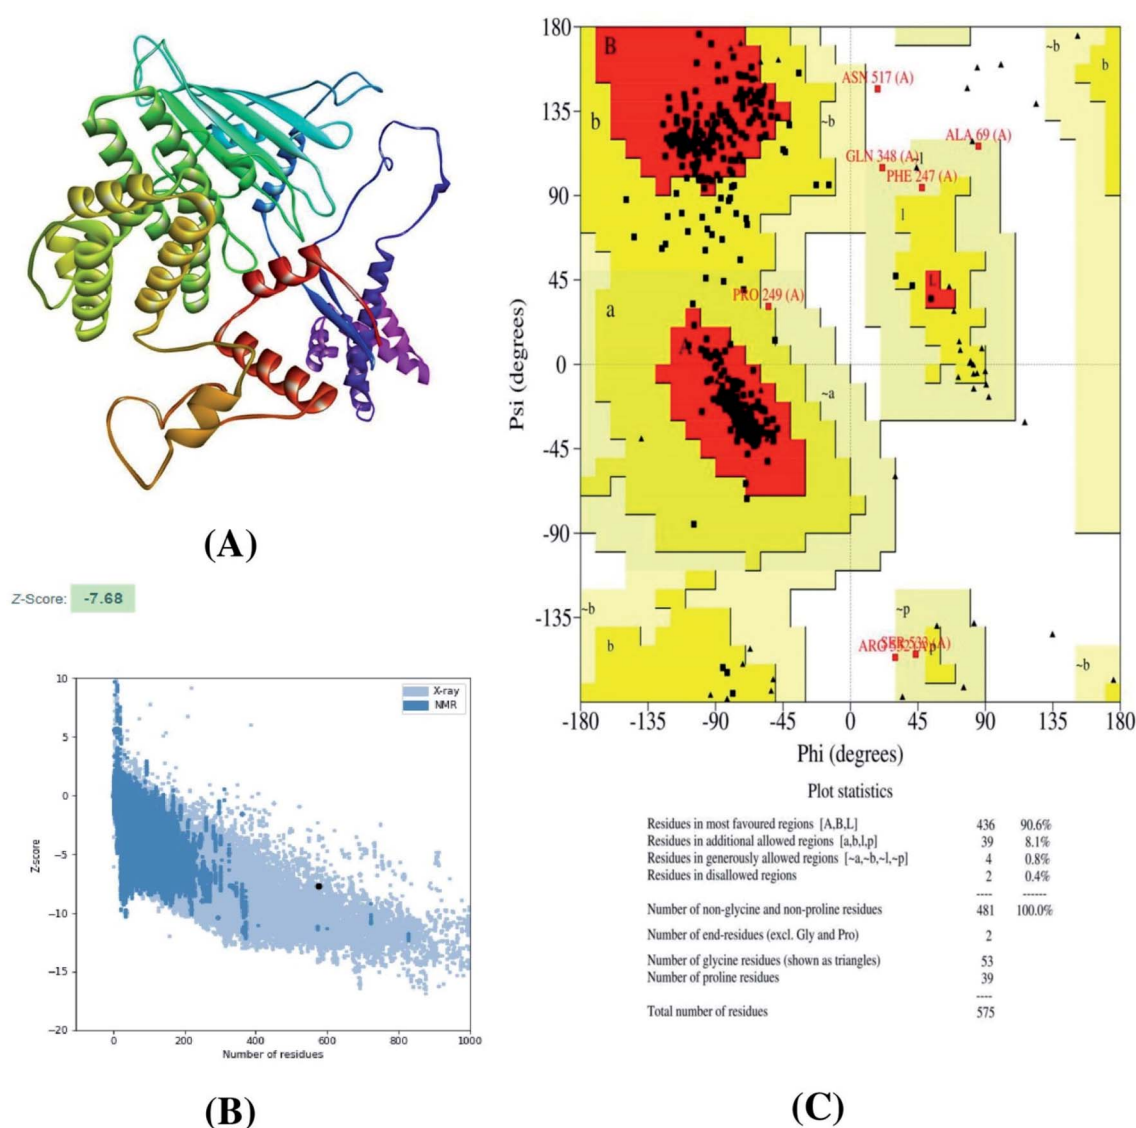 (A)
Z-Score: -7.68
10
5
0
−5
−10
−15
−20
Z-score
X-ray
NMR
0 200 400 600 800 1000
Number of residues
(B)
180
135
90
45
0
-45
-90
-135
Psi (degrees)
B
~b
b
ASN 517 (A)
b
~b
ALA 69 (A)
GLN 348 (A)
~l
PHE 247 (A)
l
L
PRO 249 (A)
a
A
~a
~b
~p
SER 533 (A)
ARG 532 (A)
p
b
~b
-180 -135 -90 -45 0 45 90 135 180
Phi (degrees)
Plot statistics
Residues in most favoured regions [A,B,L] 436 90.6%
Residues in additional allowed regions [a,b,l,p] 39 8.1%
Residues in generously allowed regions [~a,~b,~l,~p] 4 0.8%
Residues in disallowed regions 2 0.4%
---- ------
Number of non-glycine and non-proline residues 481 100.0%
Number of end-residues (excl. Gly and Pro) 2
Number of glycine residues (shown as triangles) 53
Number of proline residues 39
----
Total number of residues 575
(C)